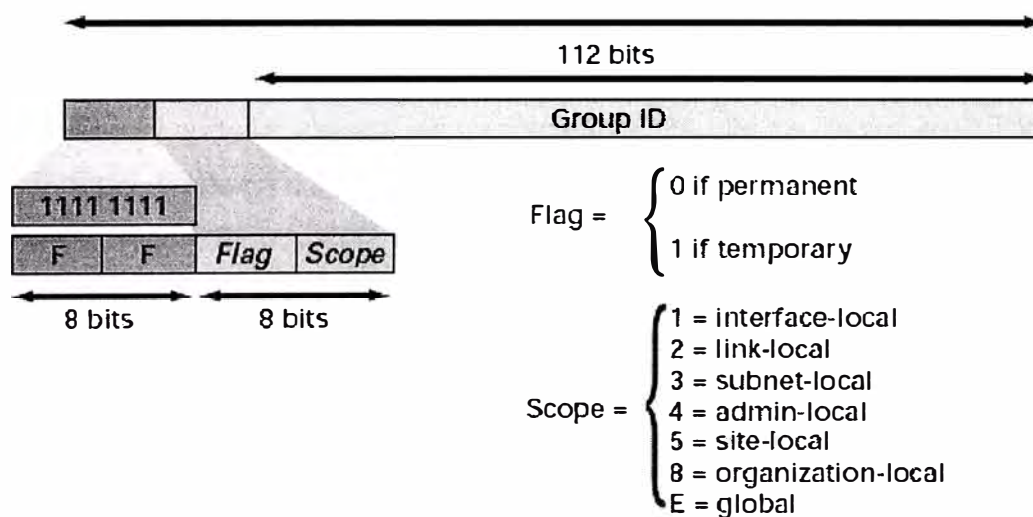 112 bits
Group ID
1111 1111
F F Flag Scope
8 bits 8 bits
Flag =
0 if permanent
1 if temporary
Scope =
1 = interface-local
2 = link-local
3 = subnet-local
4 = admin-local
5 = site-local
8 = organization-local
E = global